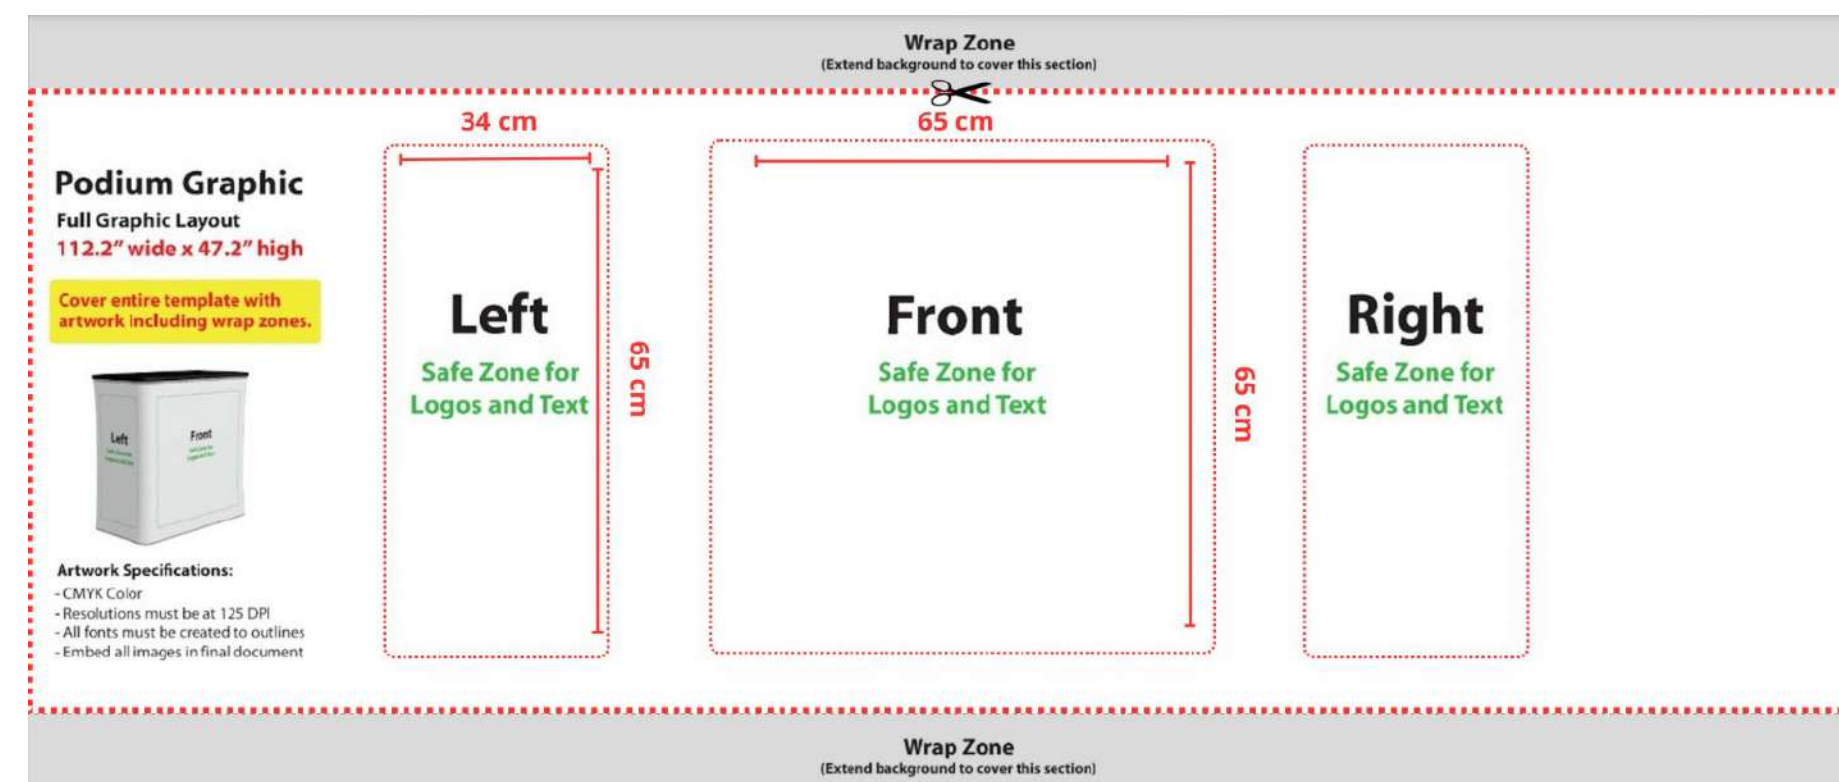 Wrap Zone
(Extend background to cover this section)
34 cm
65 cm
Podium Graphic
Full Graphic Layout
112.2" wide x 47.2" high
Cover entire template with
artwork including wrap zones.
Left
Safe Zone for
Logos and Text
65 cm
Front
Safe Zone for
Logos and Text
65 cm
Right
Safe Zone for
Logos and Text
Left
Front
Artwork Specifications:
- CMYK Color
- Resolutions must be at 125 DPI
- All fonts must be created to outlines
- Embed all images in final document
Wrap Zone
(Extend background to cover this section)